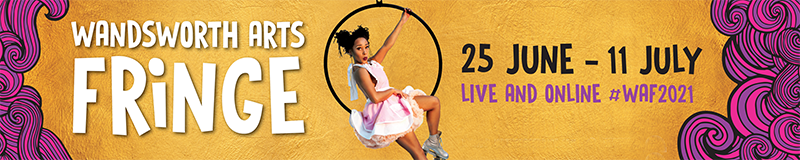 WANDSWORTH ARTS
FRiNGE
25 JUNE – 11 JULY
LIVE AND ONLINE #WAF2021